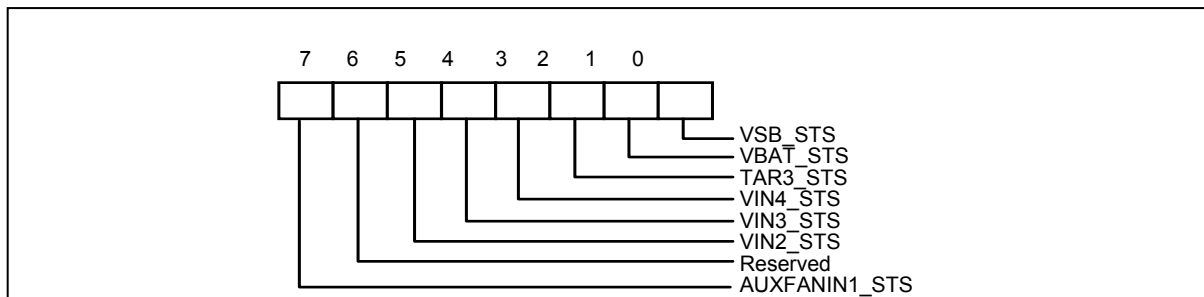 7 6 5 4 3 2 1 0
VSB_STS
VBAT_STS
TAR3_STS
VIN4_STS
VIN3_STS
VIN2_STS
Reserved
AUXFANIN1_STS